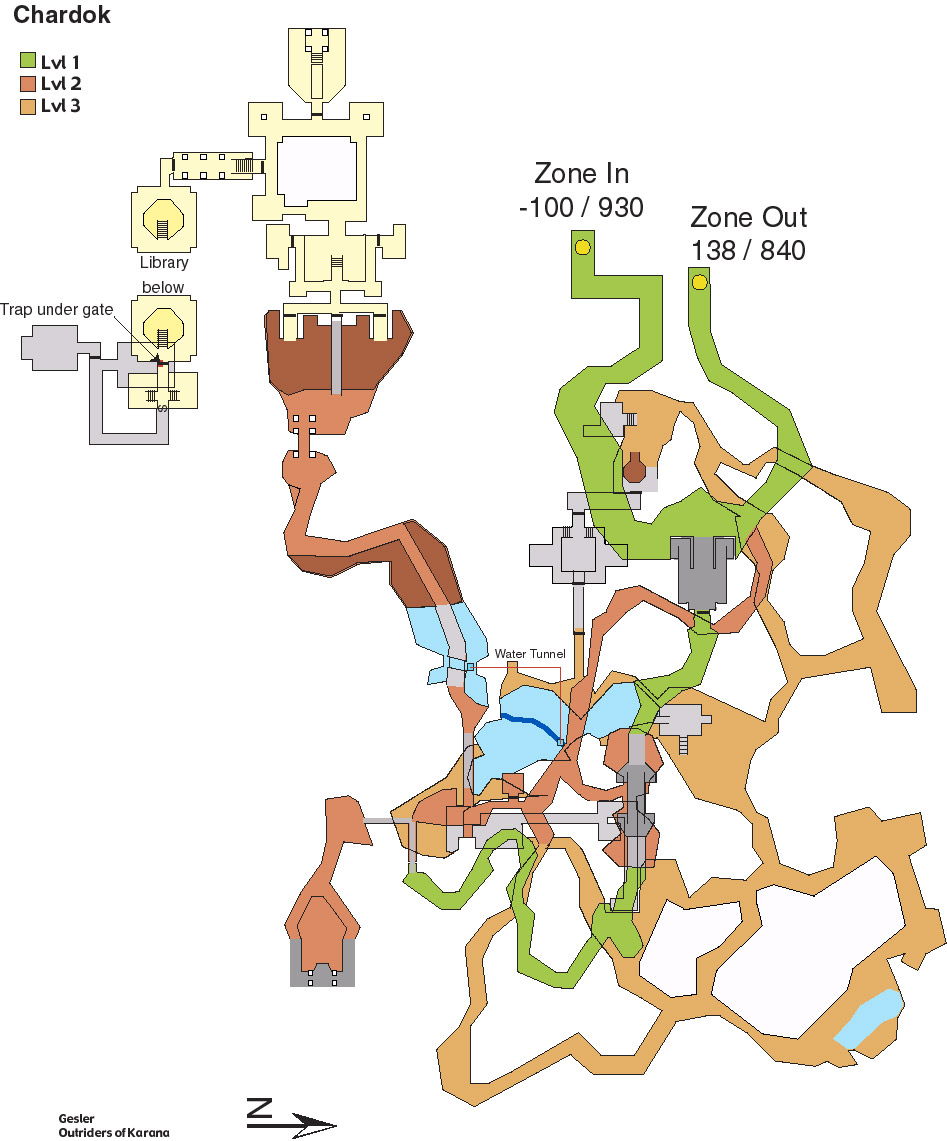 Chardok
Lvl 1
Lvl 2
Lvl 3
Zone In
-100 / 930
Zone Out
138 / 840
Library
below
Trap under gate
S
Water Tunnel
Gesler
Outriders of Karana
N